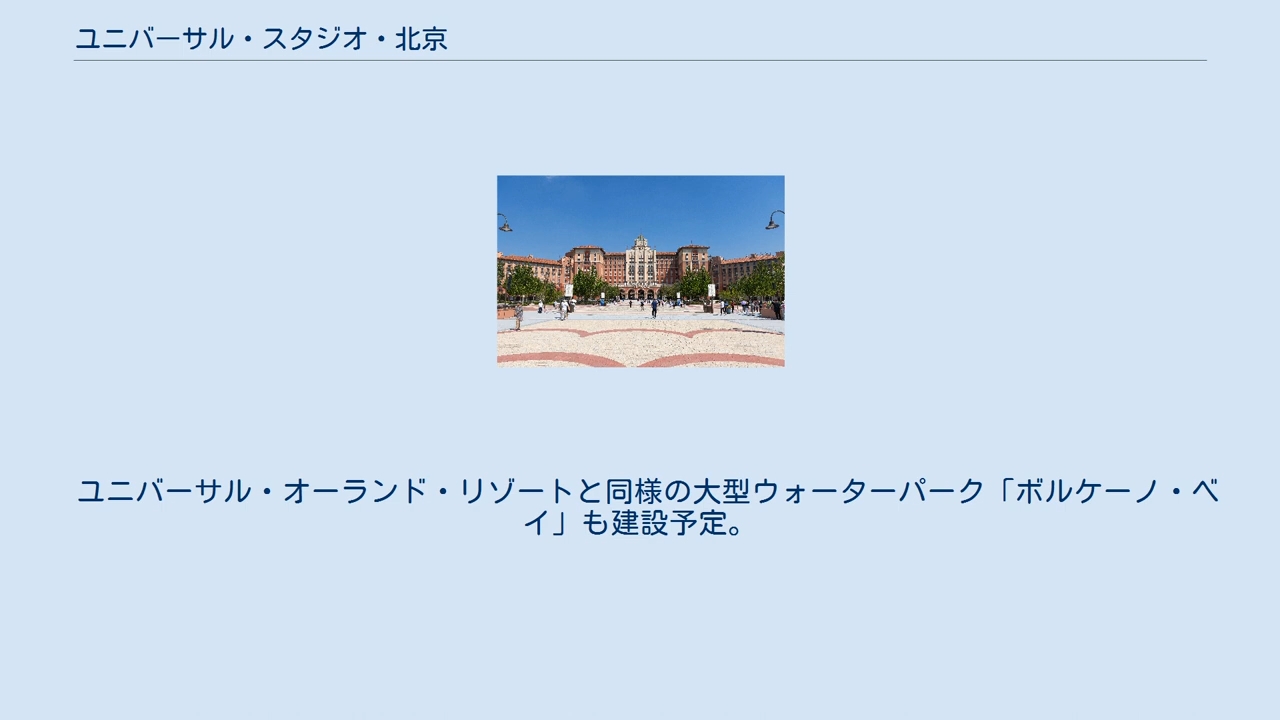 ユニバーサル・スタジオ・北京
ユニバーサル・オーランド・リゾートと同様の大型ウォーターパーク「ボルケーノ・ベ
イ」も建設予定。